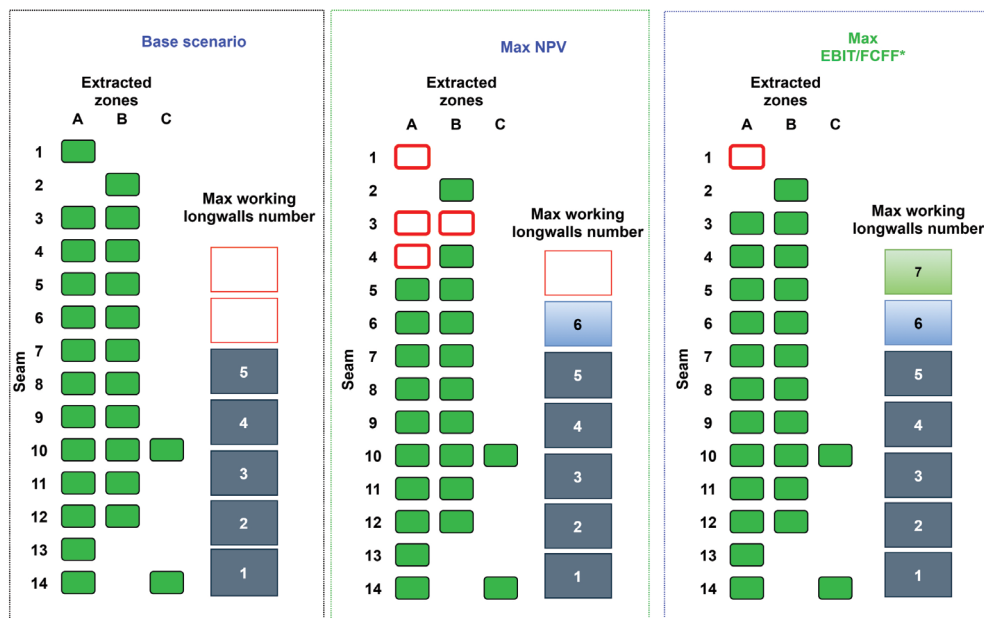 Base scenario
Extracted
zones
A B C
1
2
3
4
5
6
7
8
9
10
11
12
13
14
Seam
Max working
longwalls number
5
4
3
2
1
Max NPV
Extracted
zones
A B C
1
2
3
4
5
6
7
8
9
10
11
12
13
14
Seam
Max working
longwalls number
6
5
4
3
2
1
Max
EBIT/FCFF*
Extracted
zones
A B C
1
2
3
4
5
6
7
8
9
10
11
12
13
14
Seam
Max working
longwalls number
7
6
5
4
3
2
1